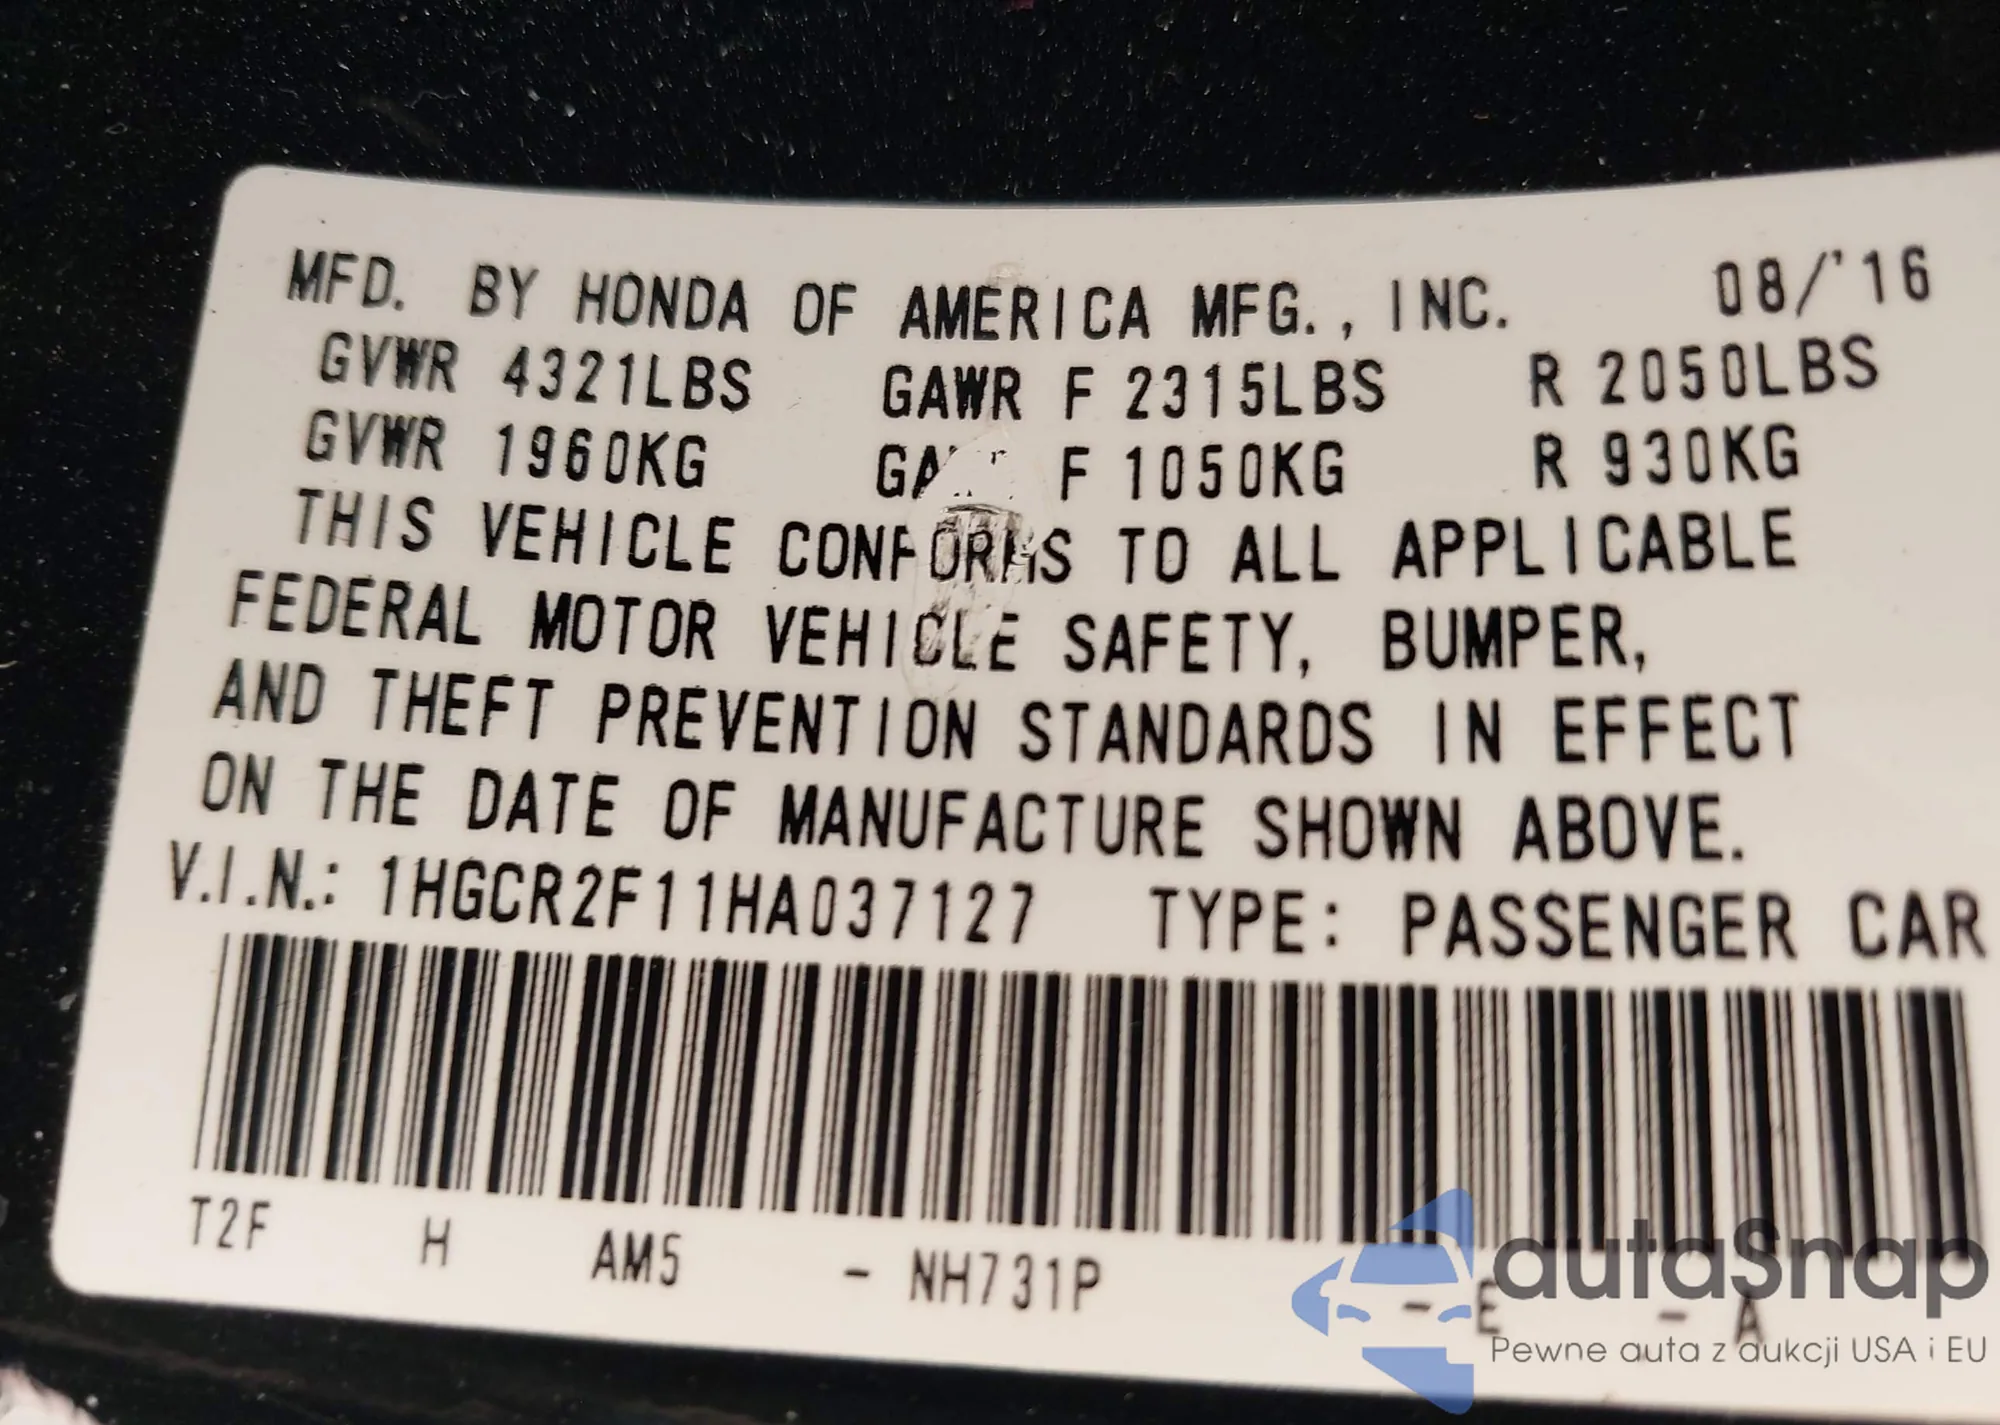 MFD. BY HONDA OF AMERICA MFG., INC. 08/'16
GVWR 4321LBS GAWR F 2315LBS R 2050LBS
GVWR 1960KG F 1050KG R 930KG
THIS VEHICLE CONFORMS TO ALL APPLICABLE
FEDERAL MOTOR VEHICLE SAFETY, BUMPER,
AND THEFT PREVENTION STANDARDS IN EFFECT
ON THE DATE OF MANUFACTURE SHOWN ABOVE.
V.I.N.: 1HGCR2F11HA037127 TYPE: PASSENGER CAR
T2F H AM5 - NH731P - E - A
autaSnap
Pewne auta z aukcji USA i EU